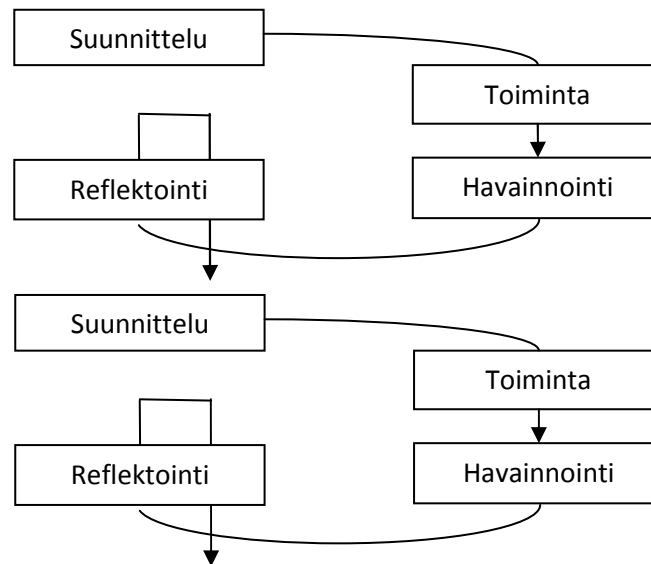 Suunnittelu
Toiminta
Reflektointi
Havainnointi
Suunnittelu
Toiminta
Reflektointi
Havainnointi